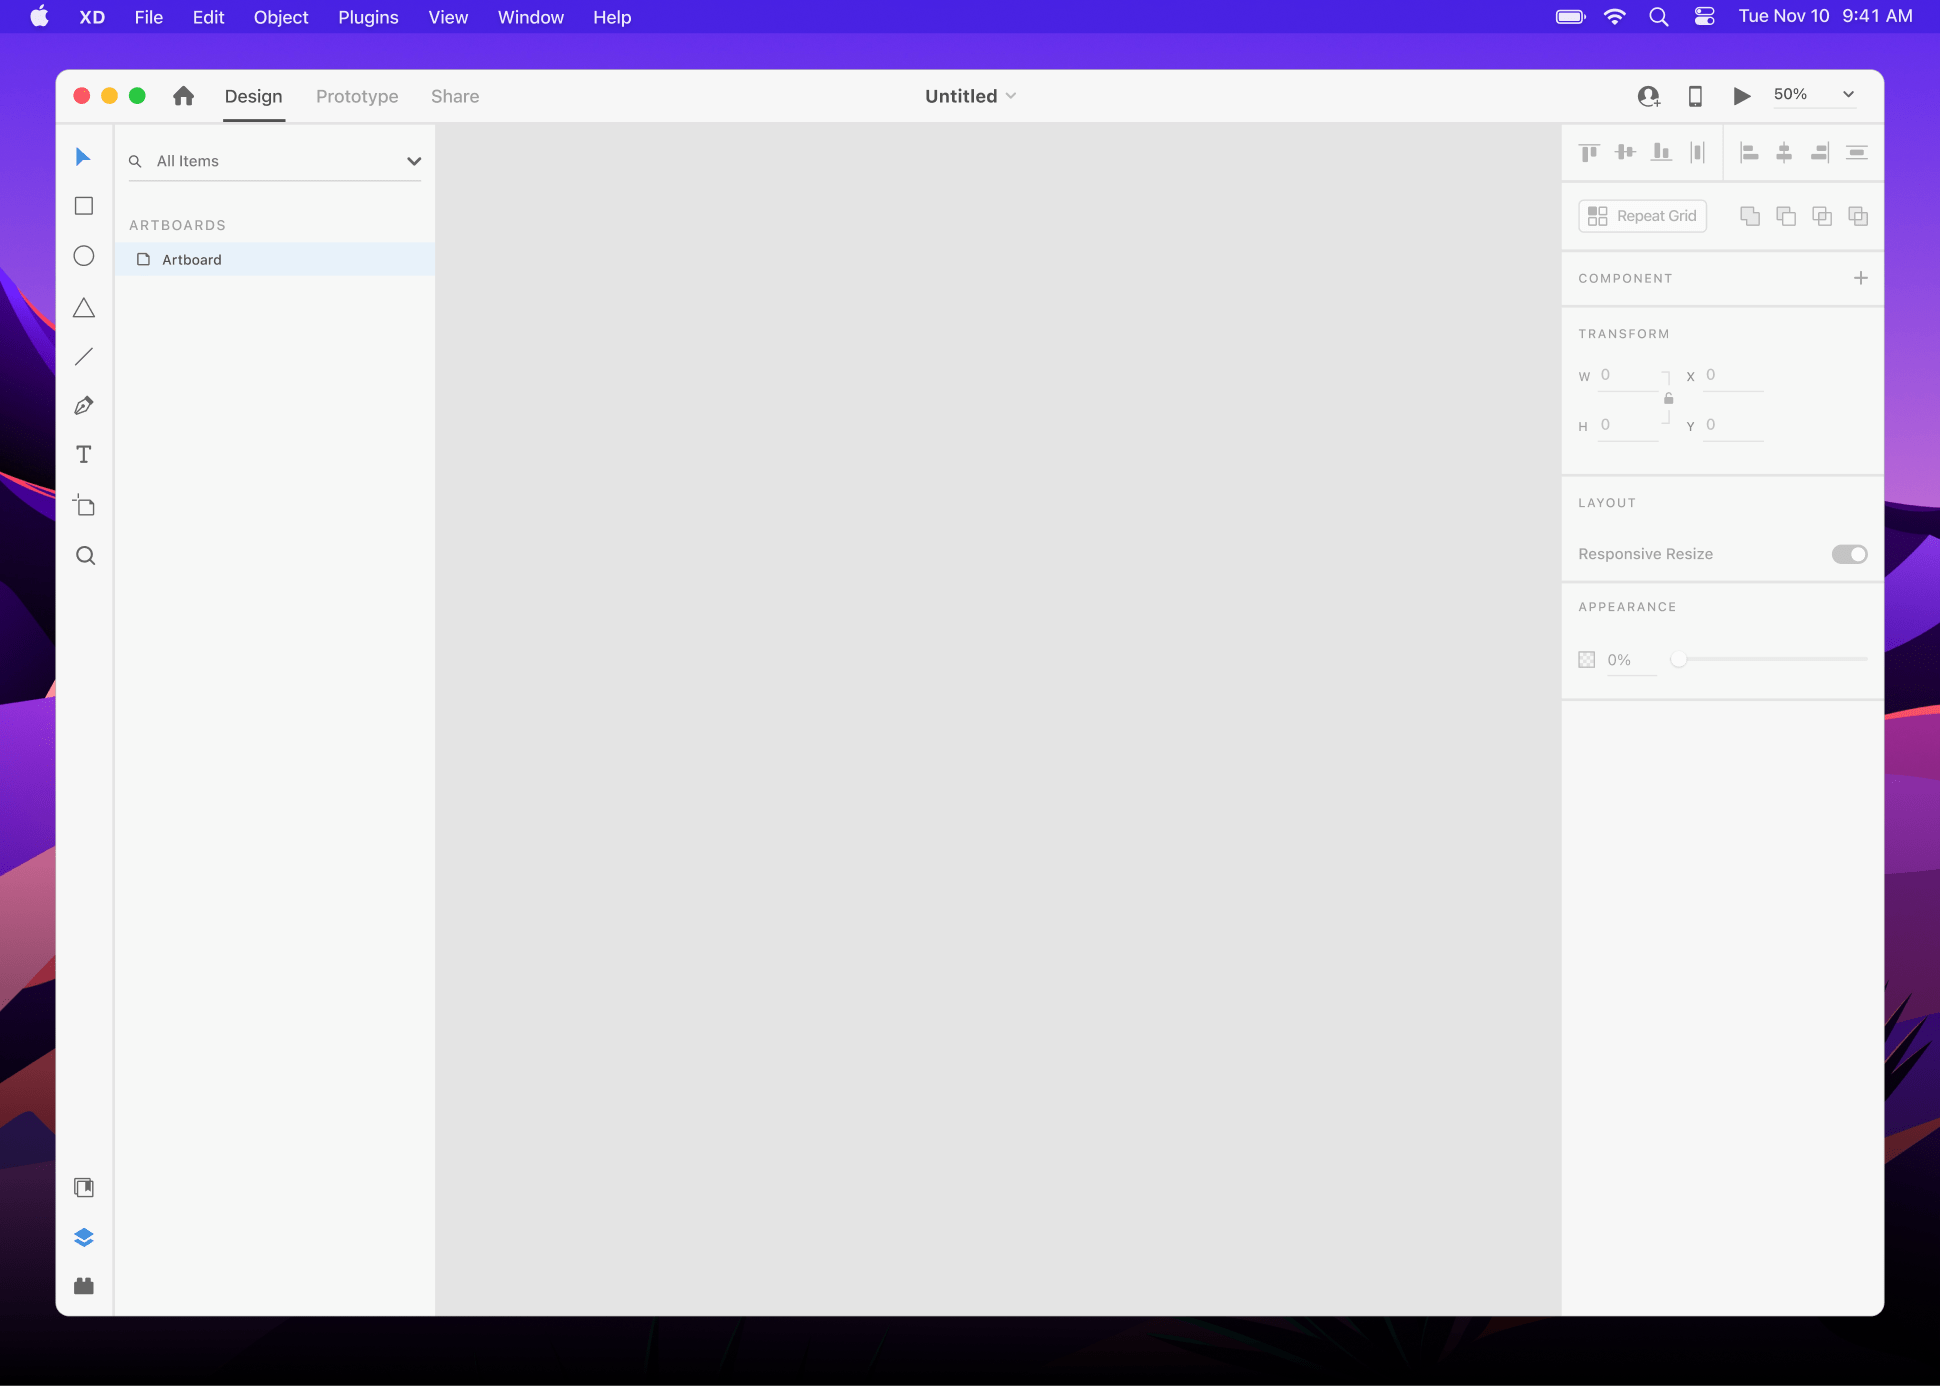 XD File Edit Object Plugins View Window Help Tue Nov 10 9:41 AM
Design Prototype Share Untitled 50%
All Items
ARTBOARDS
Artboard
Repeat Grid
COMPONENT
TRANSFORM
W 0 X 0
H 0 Y 0
LAYOUT
Responsive Resize
APPEARANCE
0%